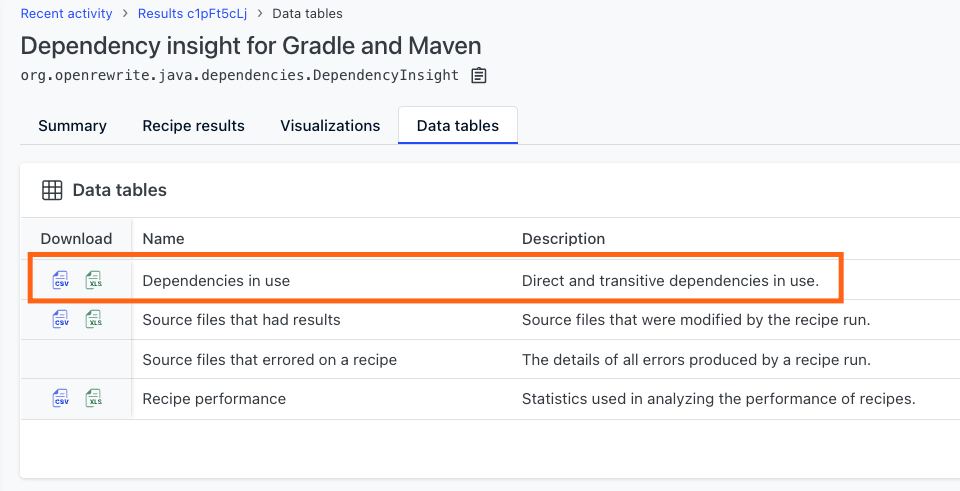 Recent activity > Results c1pFt5cLj > Data tables
Dependency insight for Gradle and Maven
org.openrewrite.java.dependencies.DependencyInsight
Summary Recipe results Visualizations Data tables
Data tables
Download Name Description
CSV XLS Dependencies in use Direct and transitive dependencies in use.
CSV XLS Source files that had results Source files that were modified by the recipe run.
Source files that errored on a recipe The details of all errors produced by a recipe run.
CSV XLS Recipe performance Statistics used in analyzing the performance of recipes.